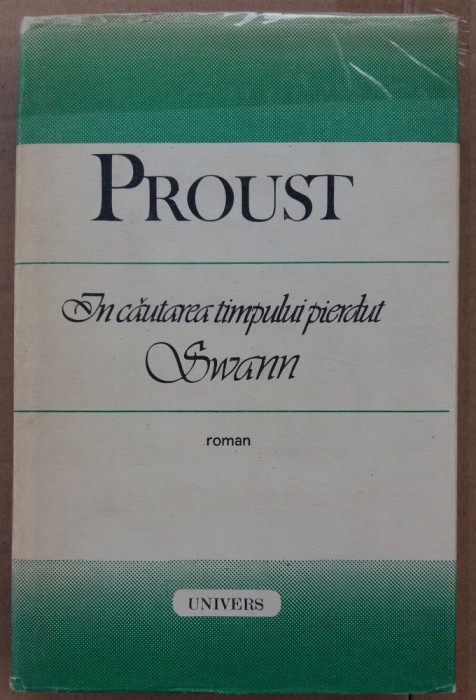 PROUST
In căutarea timpului pierdut
Swann
roman
UNIVERS